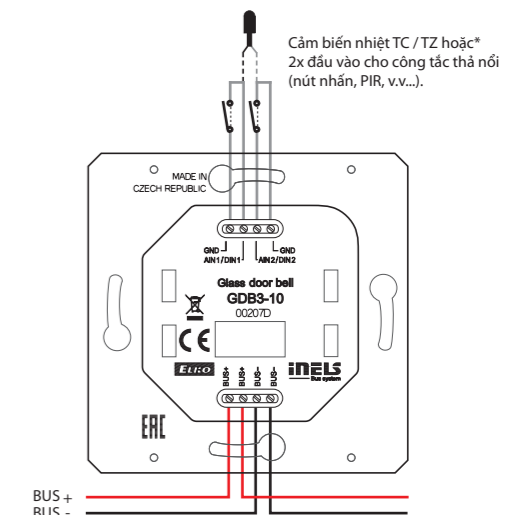 Cảm biến nhiệt TC / TZ hoặc*
2x đầu vào cho công tắc thả nổi
(nút nhấn, PIR, v.v...).
MADE IN
CZECH REPUBLIC
GND
GND
AIN1/DIN1
AIN2/DIN2
Glass door bell
GDB3-10
00207D
CE
ELKO
iNELS
Bus system
BUS+
BUS+
BUS–
BUS–
EAC
BUS +
BUS -